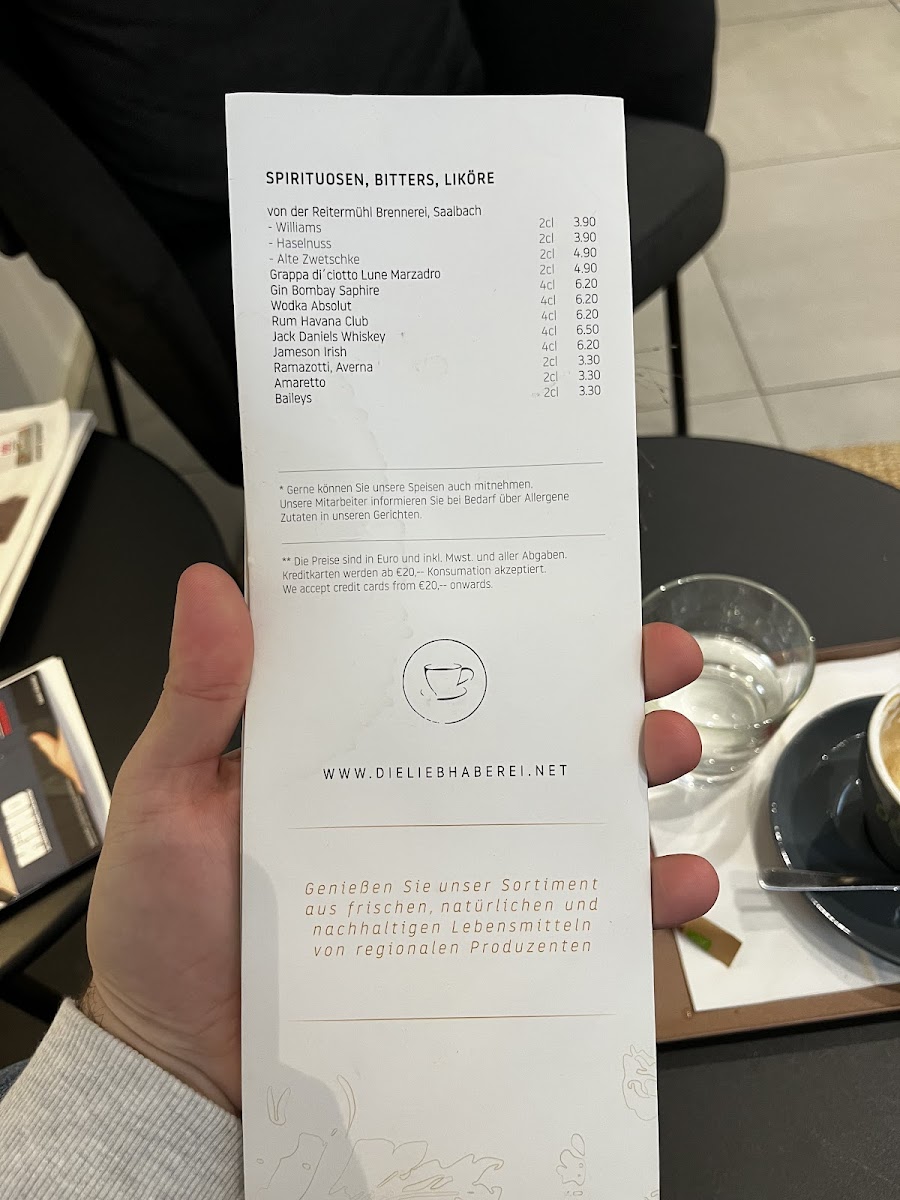 SPIRITUOSEN, BITTERS, LIKÖRE
von der Reitermühl Brennerei, Saalbach
- Williams 2cl 3.90
- Haselnuss 2cl 3.90
- Alte Zwetschke 2cl 4.90
Grappa di´ciotto Lune Marzadro 2cl 4.90
Gin Bombay Saphire 4cl 6.20
Wodka Absolut 4cl 6.20
Rum Havana Club 4cl 6.20
Jack Daniels Whiskey 4cl 6.50
Jameson Irish 4cl 6.20
Ramazotti, Averna 2cl 3.30
Amaretto 2cl 3.30
Baileys 2cl 3.30
* Gerne können Sie unsere Speisen auch mitnehmen.
Unsere Mitarbeiter informieren Sie bei Bedarf über Allergene
Zutaten in unseren Gerichten.
** Die Preise sind in Euro und inkl. Mwst. und aller Abgaben.
Kreditkarten werden ab €20,-- Konsumation akzeptiert.
We accept credit cards from €20,-- onwards.
WWW.DIELIEBHABEREI.NET
Genießen Sie unser Sortiment
aus frischen, natürlichen und
nachhaltigen Lebensmitteln
von regionalen Produzenten